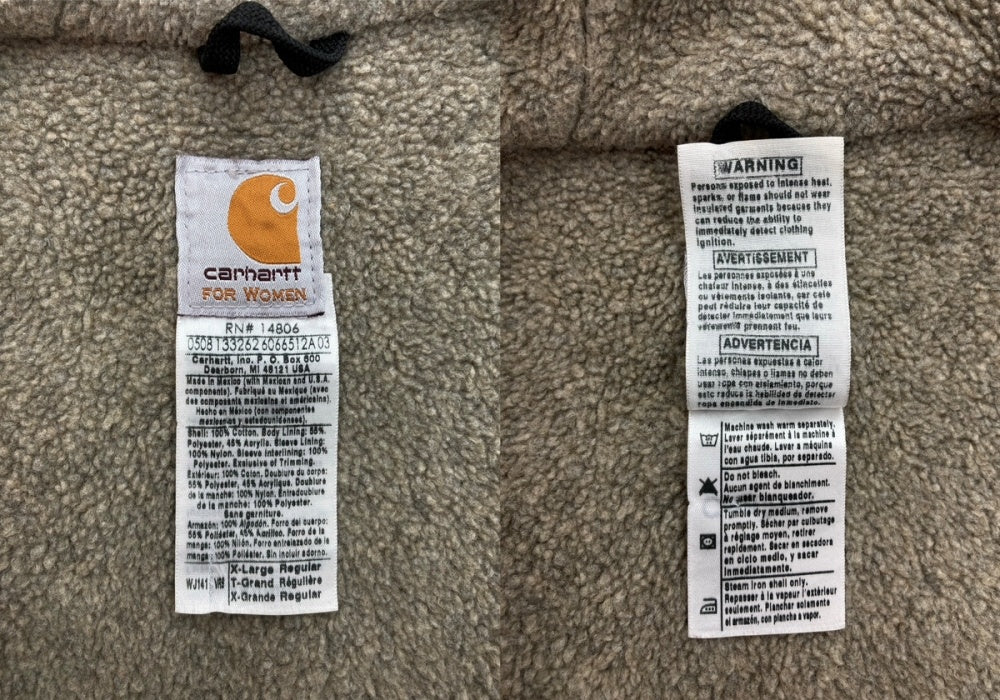 carhartt
FOR WOMEN
RN# 14806
05081332626066512A03
Carhartt, Inc. P. O. Box 600
Dearborn, MI 48121 USA
Made in Mexico (with Mexican and U.S.A.
components). Fabriqué au Mexique (avec
des composants mexicains et américains).
Hecho en México (con componentes
mexicanos y estadounidenses).
Shell: 100% Cotton. Body Lining: 55%
Polyester, 45% Acrylic. Sleeve Lining:
100% Nylon. Sleeve Interlining: 100%
Polyester. Exclusive of Trimming.
Extérieur: 100% Coton. Doublure du corps:
55% Polyester, 45% Acrylique. Doublure
de la manche: 100% Nylon. Entredoublure
de la manche: 100% Polyester.
Sans garniture.
Armazón: 100% Algodón. Forro del cuerpo:
55% Poliéster, 45% Acrílico. Forro de la
manga: 100% Nilón. Forro entrelazado de la
manga: 100% Poliéster. Sin incluir adorno.
WJ141 VRB
X-Large Regular
T-Grand Régulière
X-Grande Regular
WARNING
Persons exposed to intense heat,
sparks, or flame should not wear
insulated garments because they
can reduce the ability to
immediately detect clothing
ignition.
AVERTISSEMENT
Les personnes exposées à une
chaleur intense, à des étincelles
ou vêtements isolants, car cela
peut réduire leur capacité de
détecter immédiatement que leurs
vêtements prennent feu.
ADVERTENCIA
Las personas expuestas a calor
intenso, chispas o llamas no deben
usar ropa con aislamiento, porque
esto reduce la habilidad de detectar
ropa encendida de inmediato.
Machine wash warm separately.
Laver séparément à la machine à
l'eau chaude. Lavar a máquina
con agua tibia, por separado.
Do not bleach.
Aucun agent de blanchiment.
No usar blanqueador.
Tumble dry medium, remove
promptly. Sécher par culbutage
à réglage moyen, retirer
rapidement. Secar en secadora
en ciclo medio, y sacar
inmediatamente.
Steam iron shell only.
Repasser à la vapeur l'extérieur
seulement. Planchar solamente
el armazón, con plancha a vapor.